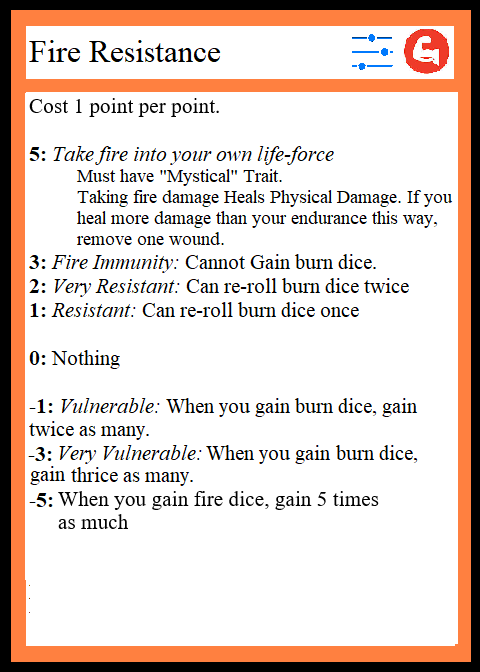 Fire Resistance
Cost 1 point per point.
5: Take fire into your own life-force
Must have "Mystical" Trait.
Taking fire damage Heals Physical Damage. If you
heal more damage than your endurance this way,
remove one wound.
3: Fire Immunity: Cannot Gain burn dice.
2: Very Resistant: Can re-roll burn dice twice
1: Resistant: Can re-roll burn dice once
0: Nothing
-1: Vulnerable: When you gain burn dice, gain
twice as many.
-3: Very Vulnerable: When you gain burn dice,
gain thrice as many.
-5: When you gain fire dice, gain 5 times
as much